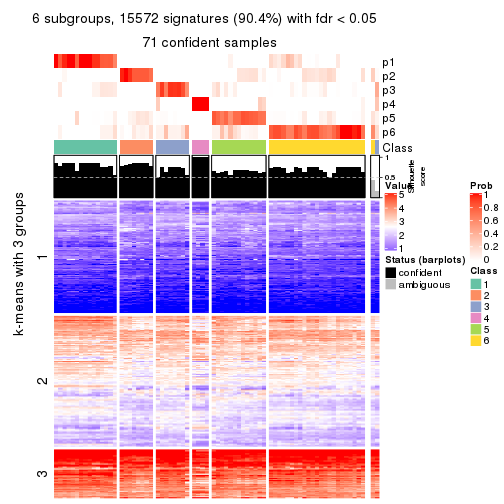 6 subgroups, 15572 signatures (90.4%) with fdr < 0.05
71 confident samples
p1
p2
p3
p4
p5
p6
Class
1
0.5
Silhouette
score
k-means with 3 groups
1
2
3
Value
5
4
3
2
1
Status (barplots)
confident
ambiguous
Prob
1
0.8
0.6
0.4
0.2
0
Class
1
2
3
4
5
6